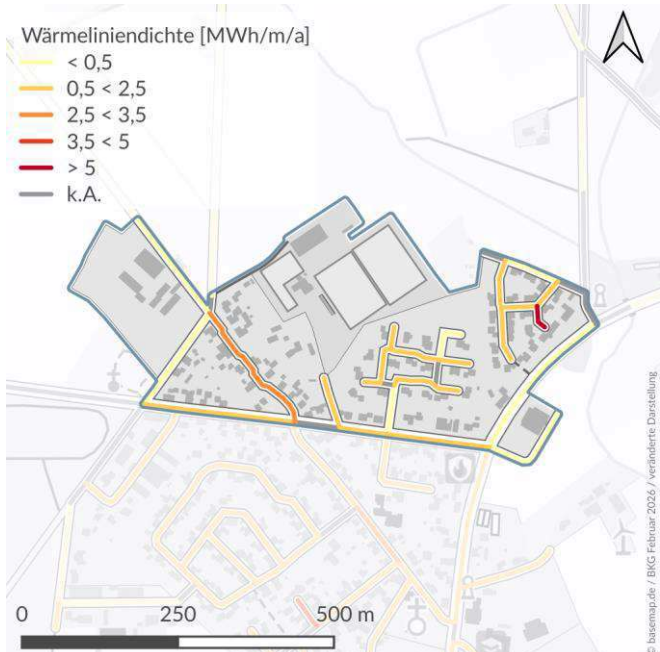 Wärmeliniendichte [MWh/m/a]
< 0,5
0,5 < 2,5
2,5 < 3,5
3,5 < 5
> 5
k.A.
0 250 500 m
© basemap.de / BKG Februar 2026 / veränderte Darstellung